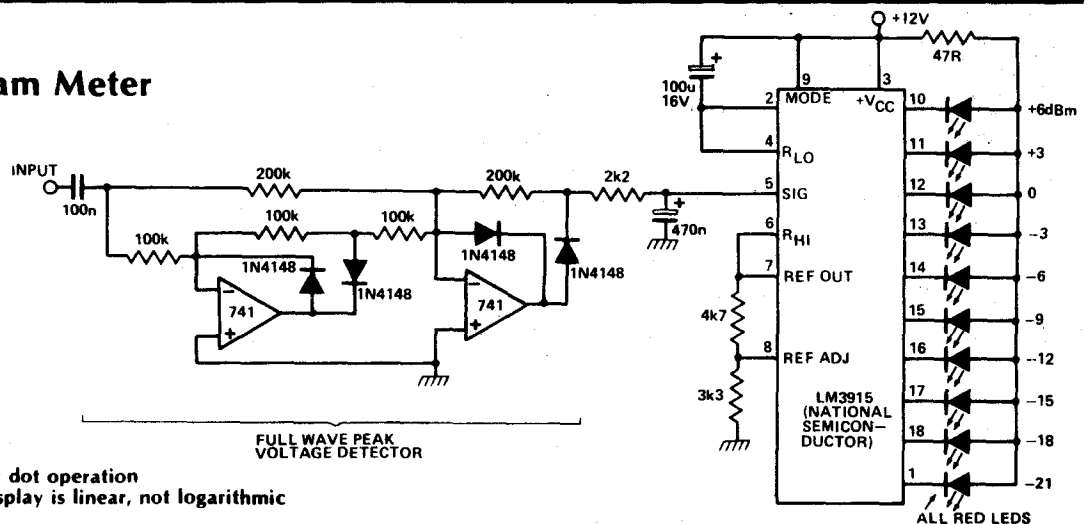 am Meter
INPUT
100n
200k
100k
100k
100k
1N4148
1N4148
741
200k
1N4148
1N4148
741
2k2
470n
FULL WAVE PEAK
VOLTAGE DETECTOR
dot operation
splay is linear, not logarithmic
+12V
47R
100u
16V
2
4
5
6
7
8
9
3
MODE
+VCC
RLO
SIG
RHI
REF OUT
REF ADJ
4k7
3k3
LM3915
(NATIONAL
SEMICON–
DUCTOR)
10
+6dBm
11
+3
12
0
13
–3
14
–6
15
–9
16
–12
17
–15
18
–18
1
–21
ALL RED LEDS